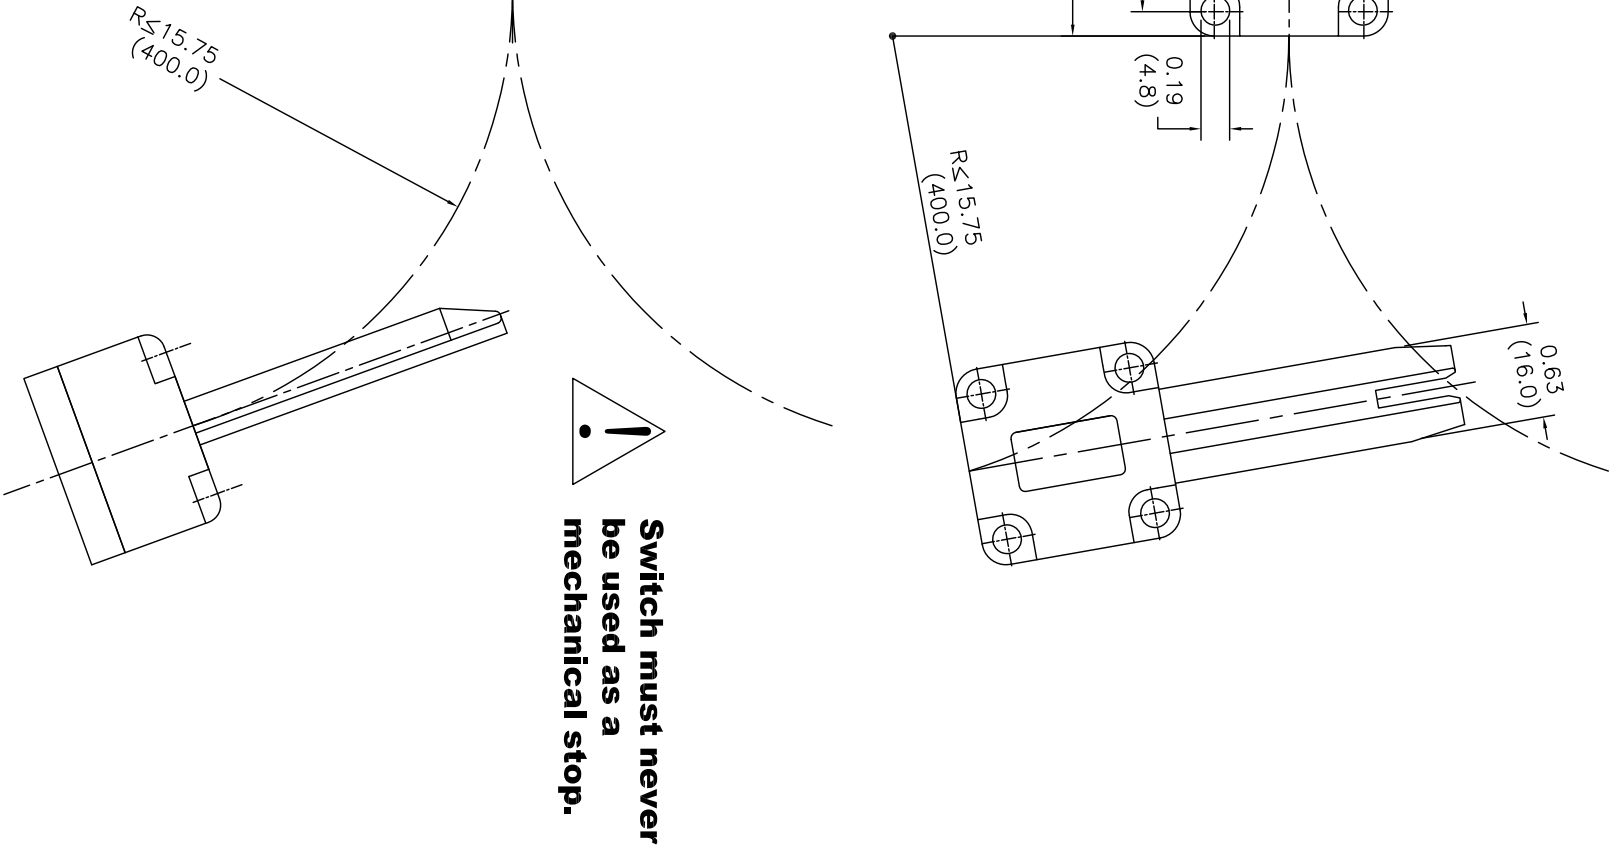 R≤15.75
(400.0)
0.19
(4.8)
R≤15.75
(400.0)
0.63
(16.0)
!
Switch must never
be used as a
mechanical stop.